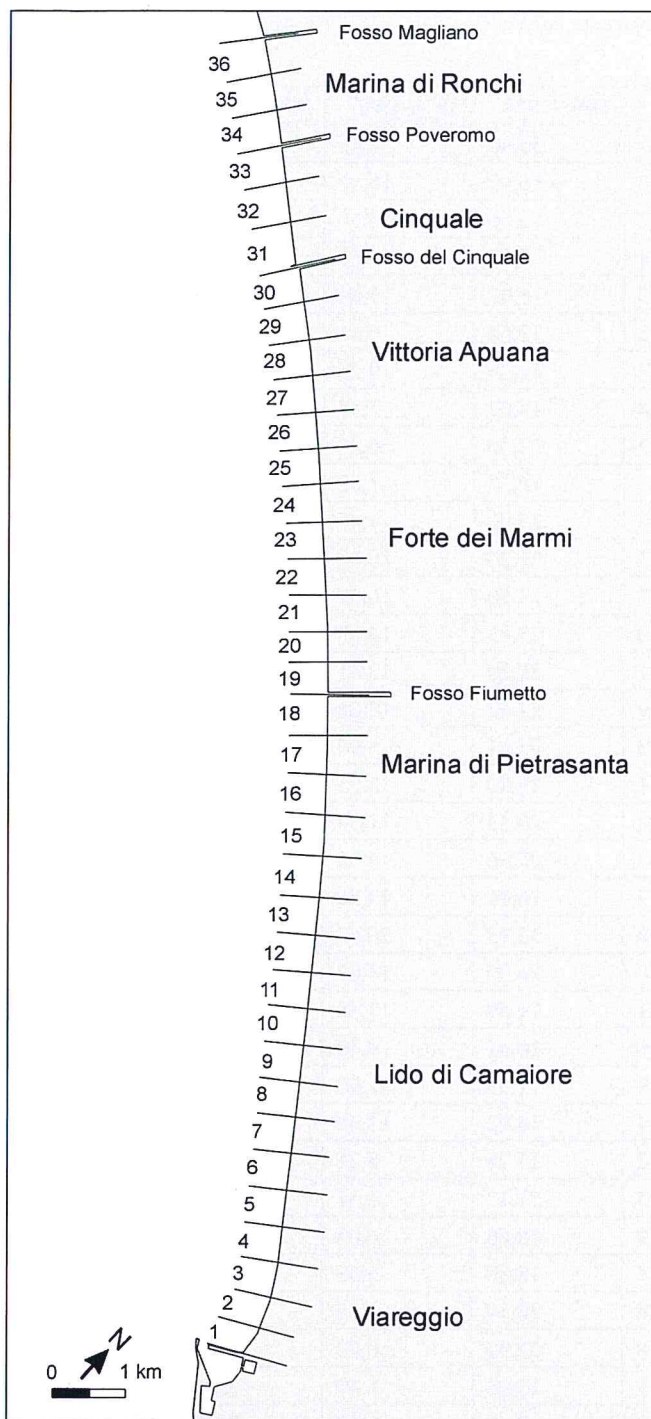 Fosso Magliano
36
Marina di Ronchi
35
34
Fosso Poveromo
33
32
Cinquale
31
Fosso del Cinquale
30
29
Vittoria Apuana
28
27
26
25
24
23
Forte dei Marmi
22
21
20
19
Fosso Fiumetto
18
17
Marina di Pietrasanta
16
15
14
13
12
11
10
9
Lido di Camaiore
8
7
6
5
4
3
2
Viareggio
1
N
0 1 km